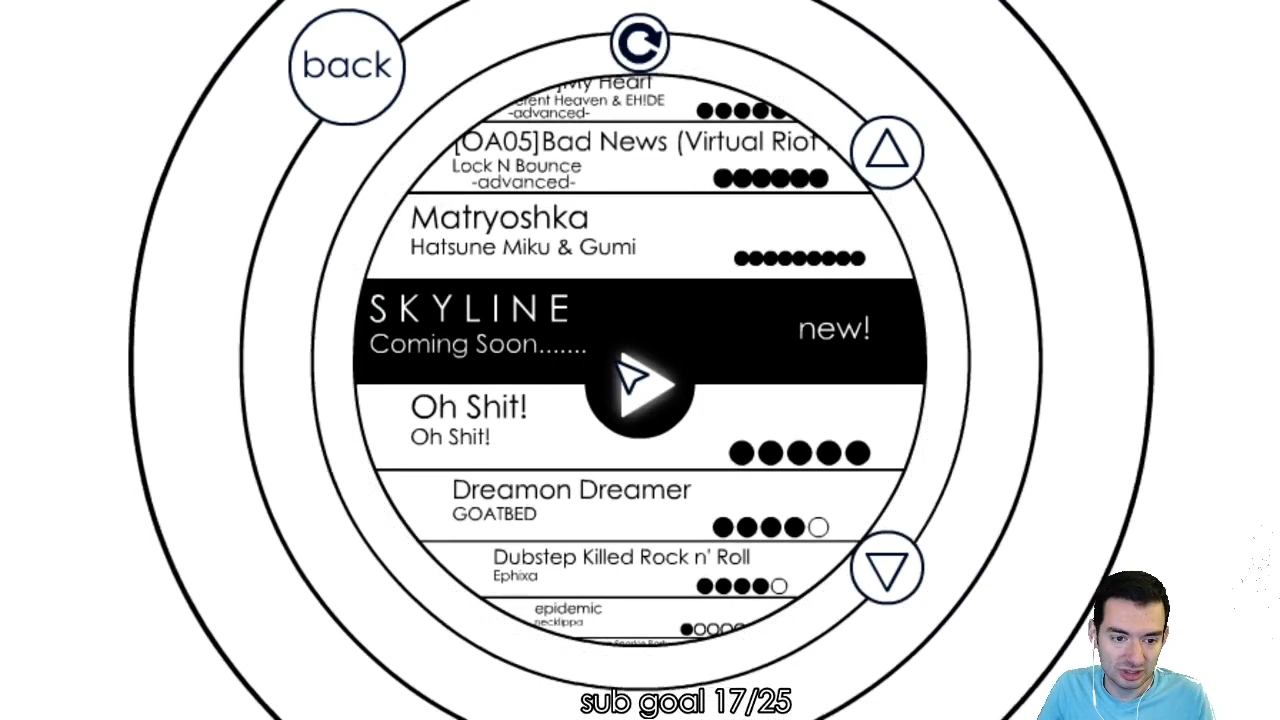 back
]My Heart
erent Heaven & EH!DE
-advanced-
[OA05]Bad News (Virtual Riot
Lock N Bounce
-advanced-
Matryoshka
Hatsune Miku & Gumi
SKYLINE
Coming Soon.......
new!
Oh Shit!
Oh Shit!
Dreamon Dreamer
GOATBED
Dubstep Killed Rock n' Roll
Ephixa
epidemic
necklippa
sub goal 17/25